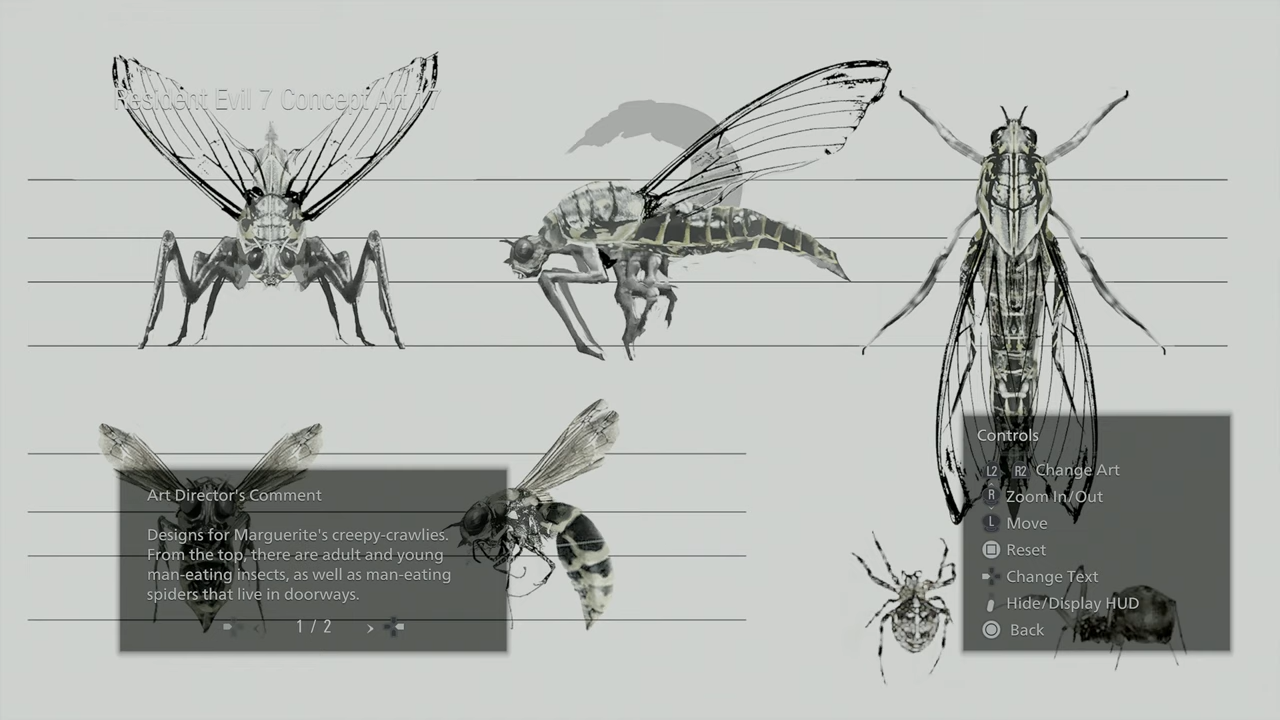 Resident Evil 7 Concept Art 17
Controls
L2 R2 Change Art
R Zoom In/Out
L Move
Reset
Change Text
Hide/Display HUD
Back
Art Director's Comment
Designs for Marguerite's creepy-crawlies.
From the top, there are adult and young
man-eating insects, as well as man-eating
spiders that live in doorways.
1 / 2